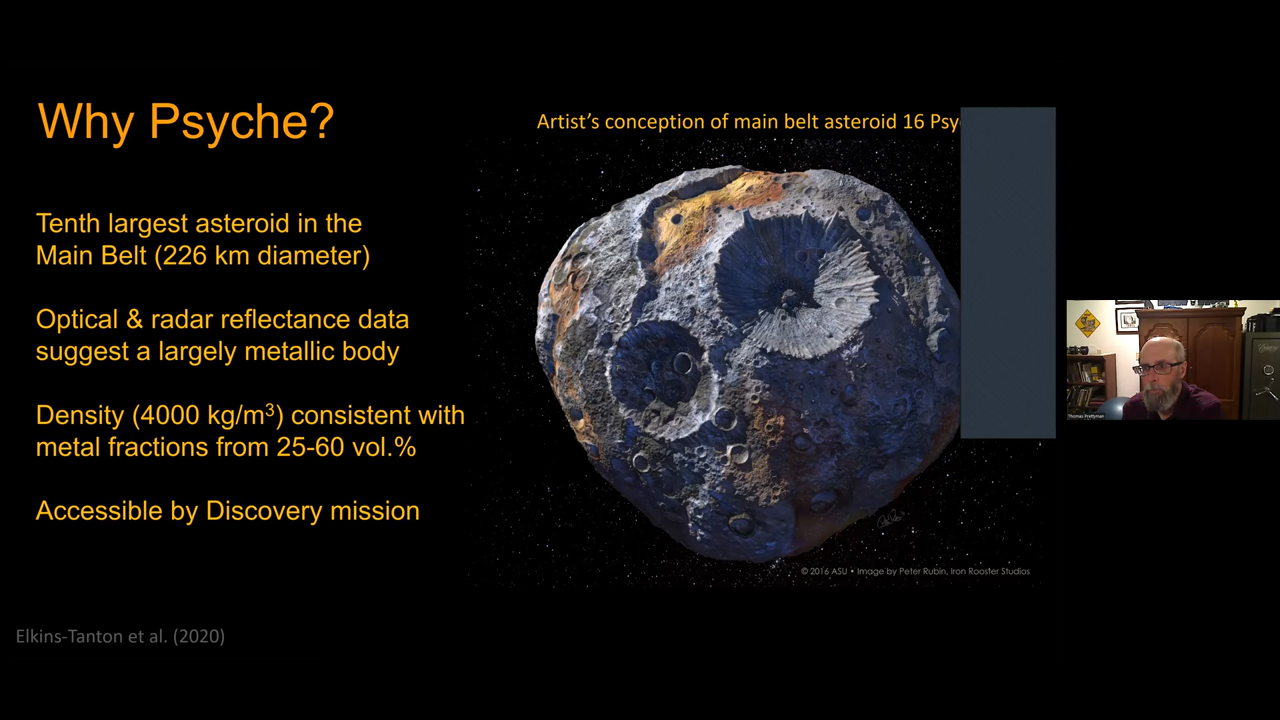 Why Psyche?
Artist’s conception of main belt asteroid 16
Tenth largest asteroid in the
Main Belt (226 km diameter)
Optical & radar reflectance data
suggest a largely metallic body
Density (4000 kg/m³) consistent with
metal fractions from 25-60 vol.%
Accessible by Discovery mission
© 2016 ASU • Image by Peter Rubin, Iron Rooster Studios
Thomas Prettyman
Elkins-Tanton et al. (2020)